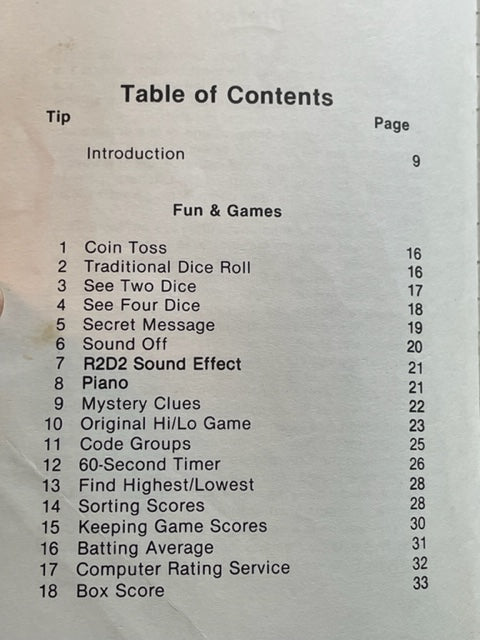 Table of Contents
Tip Page
Introduction 9
Fun & Games
1 Coin Toss 16
2 Traditional Dice Roll 16
3 See Two Dice 17
4 See Four Dice 18
5 Secret Message 19
6 Sound Off 20
7 R2D2 Sound Effect 21
8 Piano 21
9 Mystery Clues 22
10 Original Hi/Lo Game 23
11 Code Groups 25
12 60-Second Timer 26
13 Find Highest/Lowest 28
14 Sorting Scores 28
15 Keeping Game Scores 30
16 Batting Average 31
17 Computer Rating Service 32
18 Box Score 33